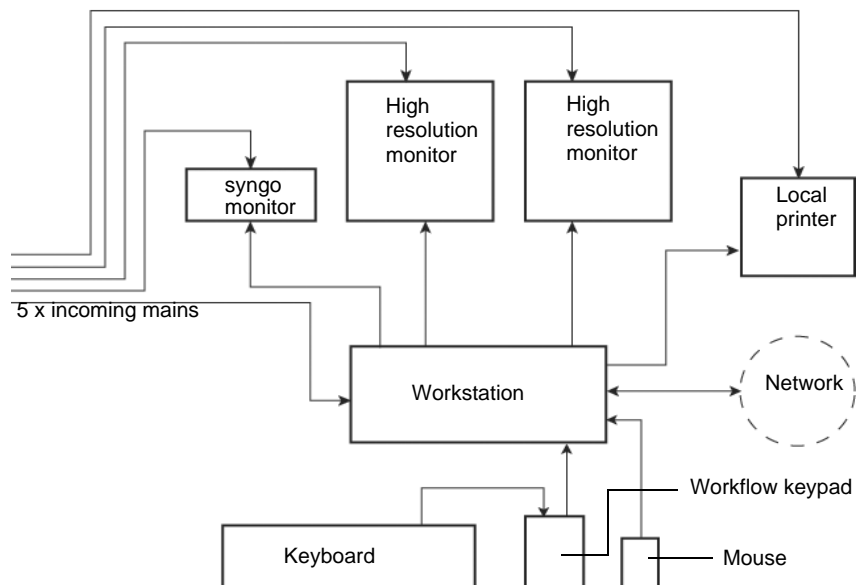 High
resolution
monitor
High
resolution
monitor
syngo
monitor
Local
printer
5 x incoming mains
Workstation
Network
Workflow keypad
Keyboard
Mouse